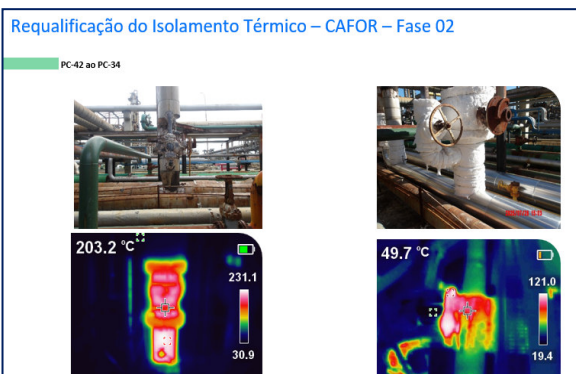 Requalificação do Isolamento Térmico – CAFOR – Fase 02
PC-42 ao PC-34
203.2 °C
231.1
30.9
49.7 °C
121.0
19.4